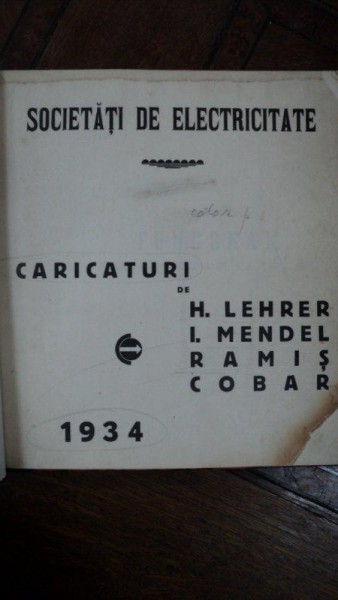 SOCIETĂȚI DE ELECTRICITATE
CARICATURI
DE
H. LEHRER
I. MENDEL
RAMIȘ
COBAR
1934